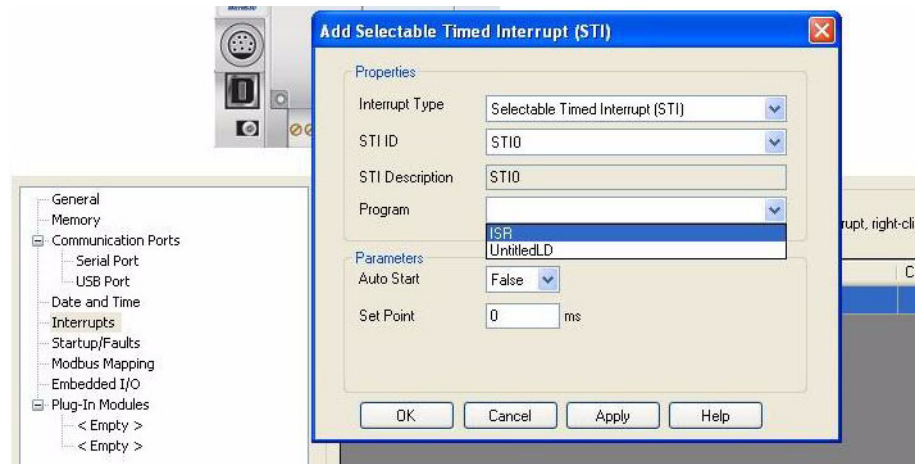 Add Selectable Timed Interrupt (STI)
Properties
Interrupt Type
Selectable Timed Interrupt (STI)
STI ID
STI0
STI Description
STI0
Program
ISR
UntitledLD
Parameters
Auto Start
False
Set Point
0
ms
OK
Cancel
Apply
Help
General
Memory
Communication Ports
Serial Port
USB Port
Date and Time
Interrupts
Startup/Faults
Modbus Mapping
Embedded I/O
Plug-In Modules
< Empty >
< Empty >
rupt, right-cli
C